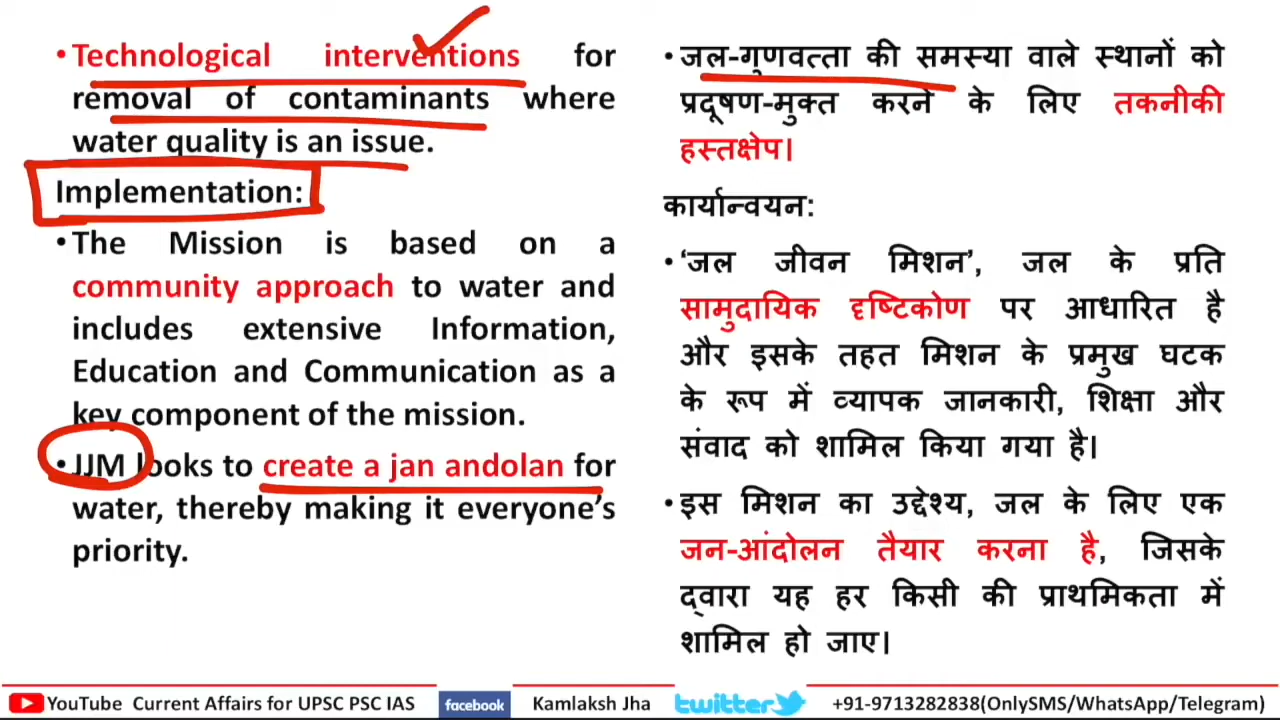 • Technological interventions for
removal of contaminants where
water quality is an issue.
Implementation:
• The Mission is based on a
community approach to water and
includes extensive Information,
Education and Communication as a
key component of the mission.
• JJM looks to create a jan andolan for
water, thereby making it everyone's
priority.
• जल-गुणवत्ता की समस्या वाले स्थानों को
प्रदूषण-मुक्त करने के लिए तकनीकी
हस्तक्षेप।
कार्यान्वयन:
• ‘जल जीवन मिशन’, जल के प्रति
सामुदायिक दृष्टिकोण पर आधारित है
और इसके तहत मिशन के प्रमुख घटक
के रूप में व्यापक जानकारी, शिक्षा और
संवाद को शामिल किया गया है।
• इस मिशन का उद्देश्य, जल के लिए एक
जन-आंदोलन तैयार करना है, जिसके
द्वारा यह हर किसी की प्राथमिकता में
शामिल हो जाए।
YouTube Current Affairs for UPSC PSC IAS facebook Kamlaksh Jha twitter +91-9713282838(OnlySMS/WhatsApp/Telegram)